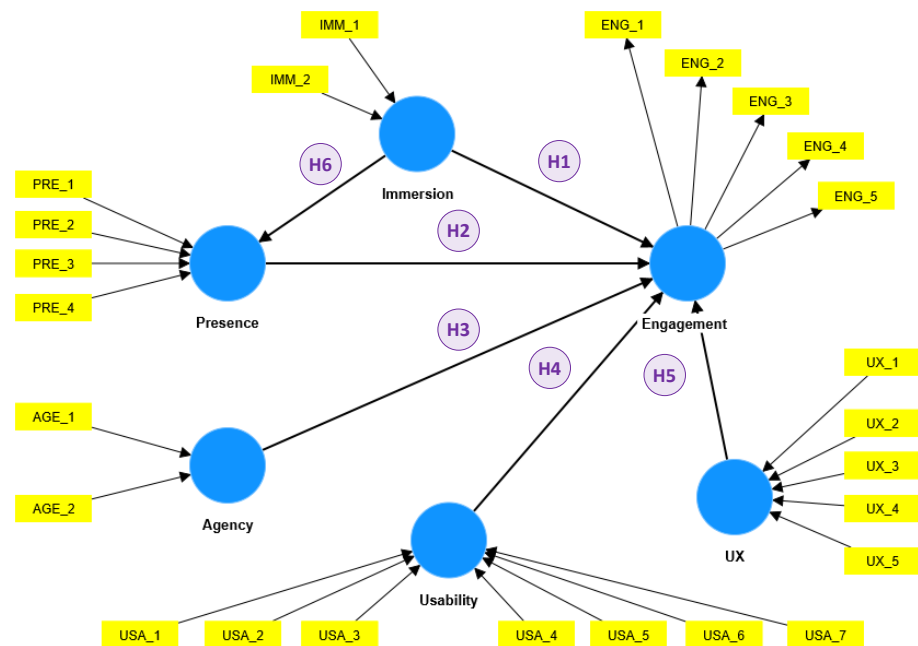 IMM_1
ENG_1
ENG_2
IMM_2
ENG_3
ENG_4
H1
H6
PRE_1
Immersion
ENG_5
PRE_2
H2
PRE_3
PRE_4
Presence
Engagement
H3
H4
H5
UX_1
AGE_1
UX_2
UX_3
AGE_2
UX_4
Agency
UX
UX_5
Usability
USA_1
USA_2
USA_3
USA_4
USA_5
USA_6
USA_7